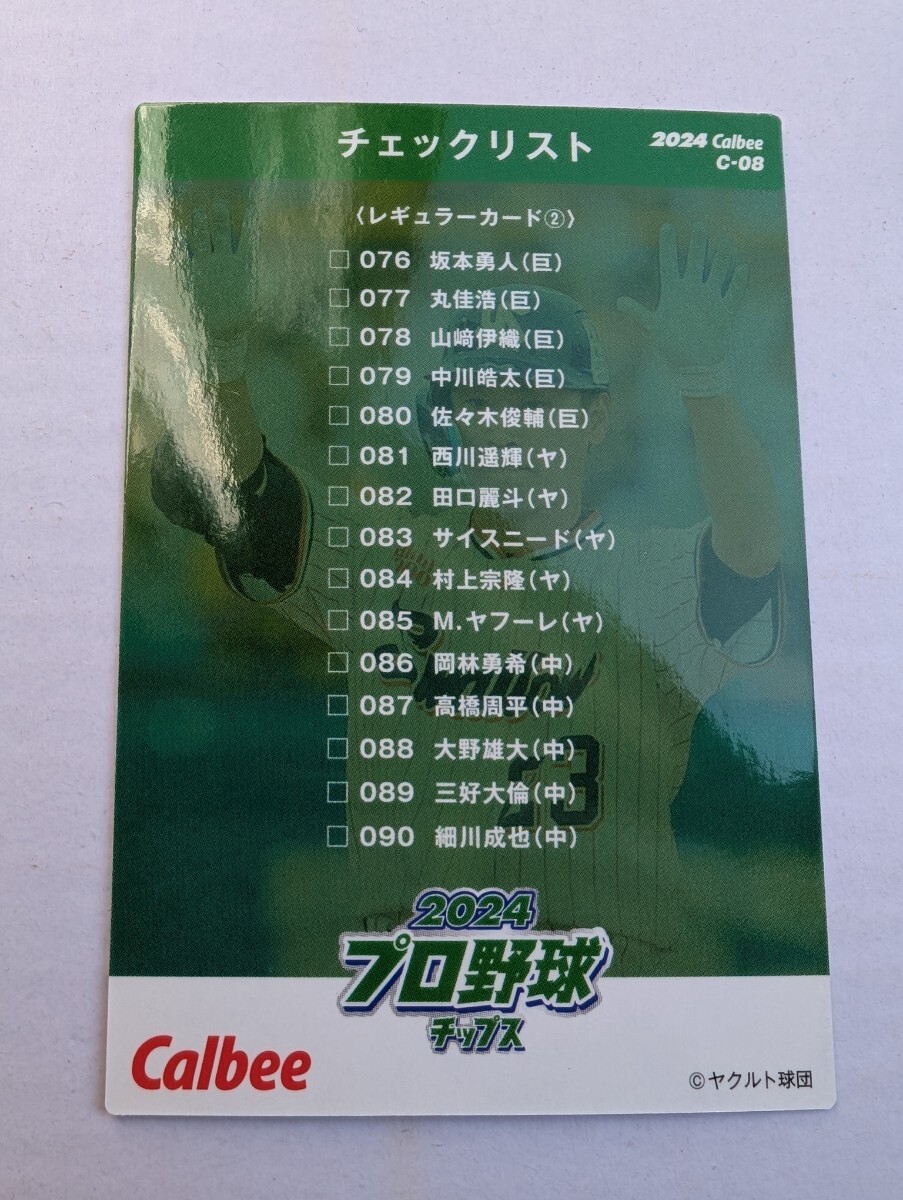 チェックリスト
2024 Calbee
C-08
〈レギュラーカード②〉
□ 076 坂本勇人(巨)
□ 077 丸佳浩(巨)
□ 078 山﨑伊織(巨)
□ 079 中川皓太(巨)
□ 080 佐々木俊輔(巨)
□ 081 西川遥輝(ヤ)
□ 082 田口麗斗(ヤ)
□ 083 サイスニード(ヤ)
□ 084 村上宗隆(ヤ)
□ 085 M.ヤフーレ(ヤ)
□ 086 岡林勇希(中)
□ 087 高橋周平(中)
□ 088 大野雄大(中)
□ 089 三好大倫(中)
□ 090 細川成也(中)
2024
プロ野球
チップス
Calbee
©ヤクルト球団